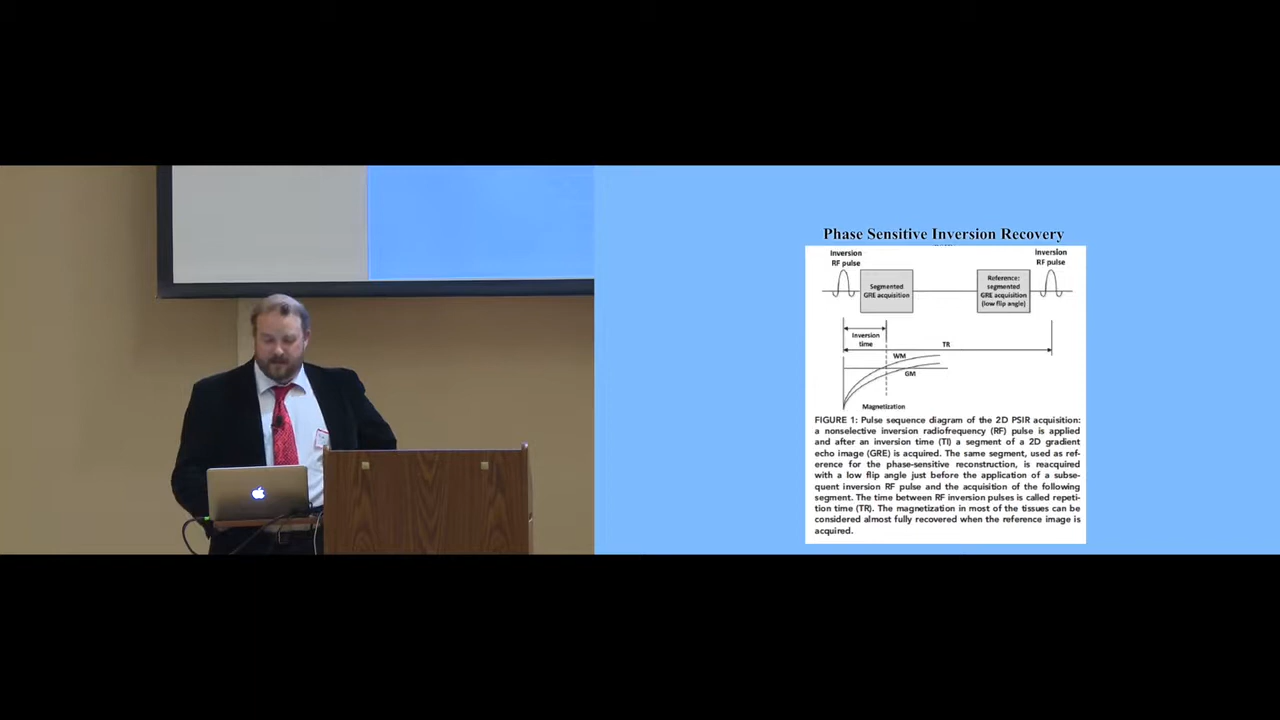 Phase Sensitive Inversion Recovery
Inversion
RF pulse
Inversion
RF pulse
Segmented
GRE acquisition
Reference:
segmented
GRE acquisition
(low flip angle)
Inversion
time
TR
WM
GM
Magnetization
FIGURE 1: Pulse sequence diagram of the 2D PSIR acquisition:
a nonselective inversion radiofrequency (RF) pulse is applied
and after an inversion time (TI) a segment of a 2D gradient
echo image (GRE) is acquired. The same segment, used as ref-
erence for the phase-sensitive reconstruction, is reacquired
with a low flip angle just before the application of a subse-
quent inversion RF pulse and the acquisition of the following
segment. The time between RF inversion pulses is called repeti-
tion time (TR). The magnetization in most of the tissues can be
considered almost fully recovered when the reference image is
acquired.